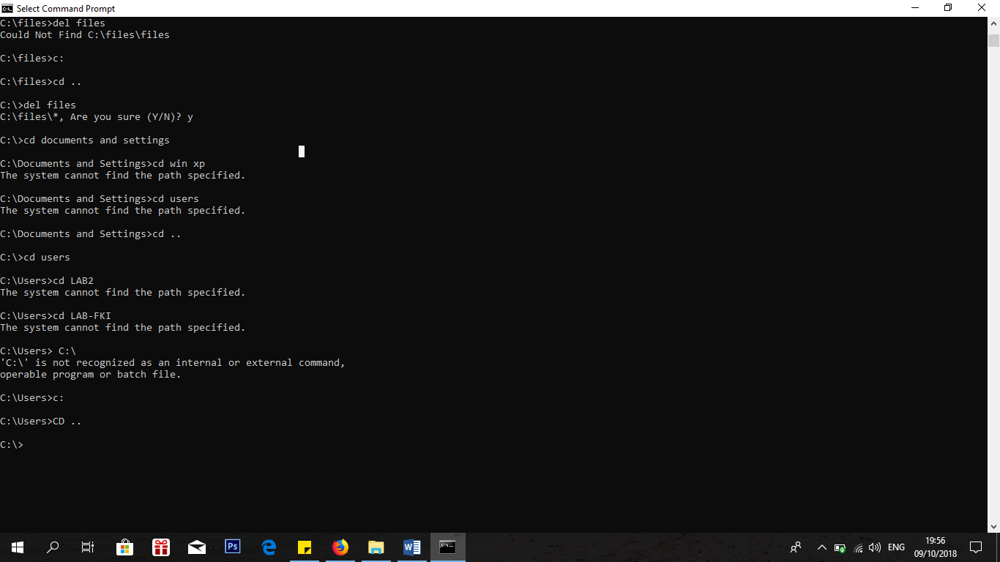 Select Command Prompt
C:\files>del files
Could Not Find C:\files\files
C:\files>c:
C:\files>cd ..
C:\>del files
C:\files\*, Are you sure (Y/N)? y
C:\>cd documents and settings
C:\Documents and Settings>cd win xp
The system cannot find the path specified.
C:\Documents and Settings>cd users
The system cannot find the path specified.
C:\Documents and Settings>cd ..
C:\>cd users
C:\Users>cd LAB2
The system cannot find the path specified.
C:\Users>cd LAB-FKI
The system cannot find the path specified.
C:\Users> C:\
'C:\' is not recognized as an internal or external command,
operable program or batch file.
C:\Users>c:
C:\Users>CD ..
C:\>
Ps
ENG
19:56
09/10/2018